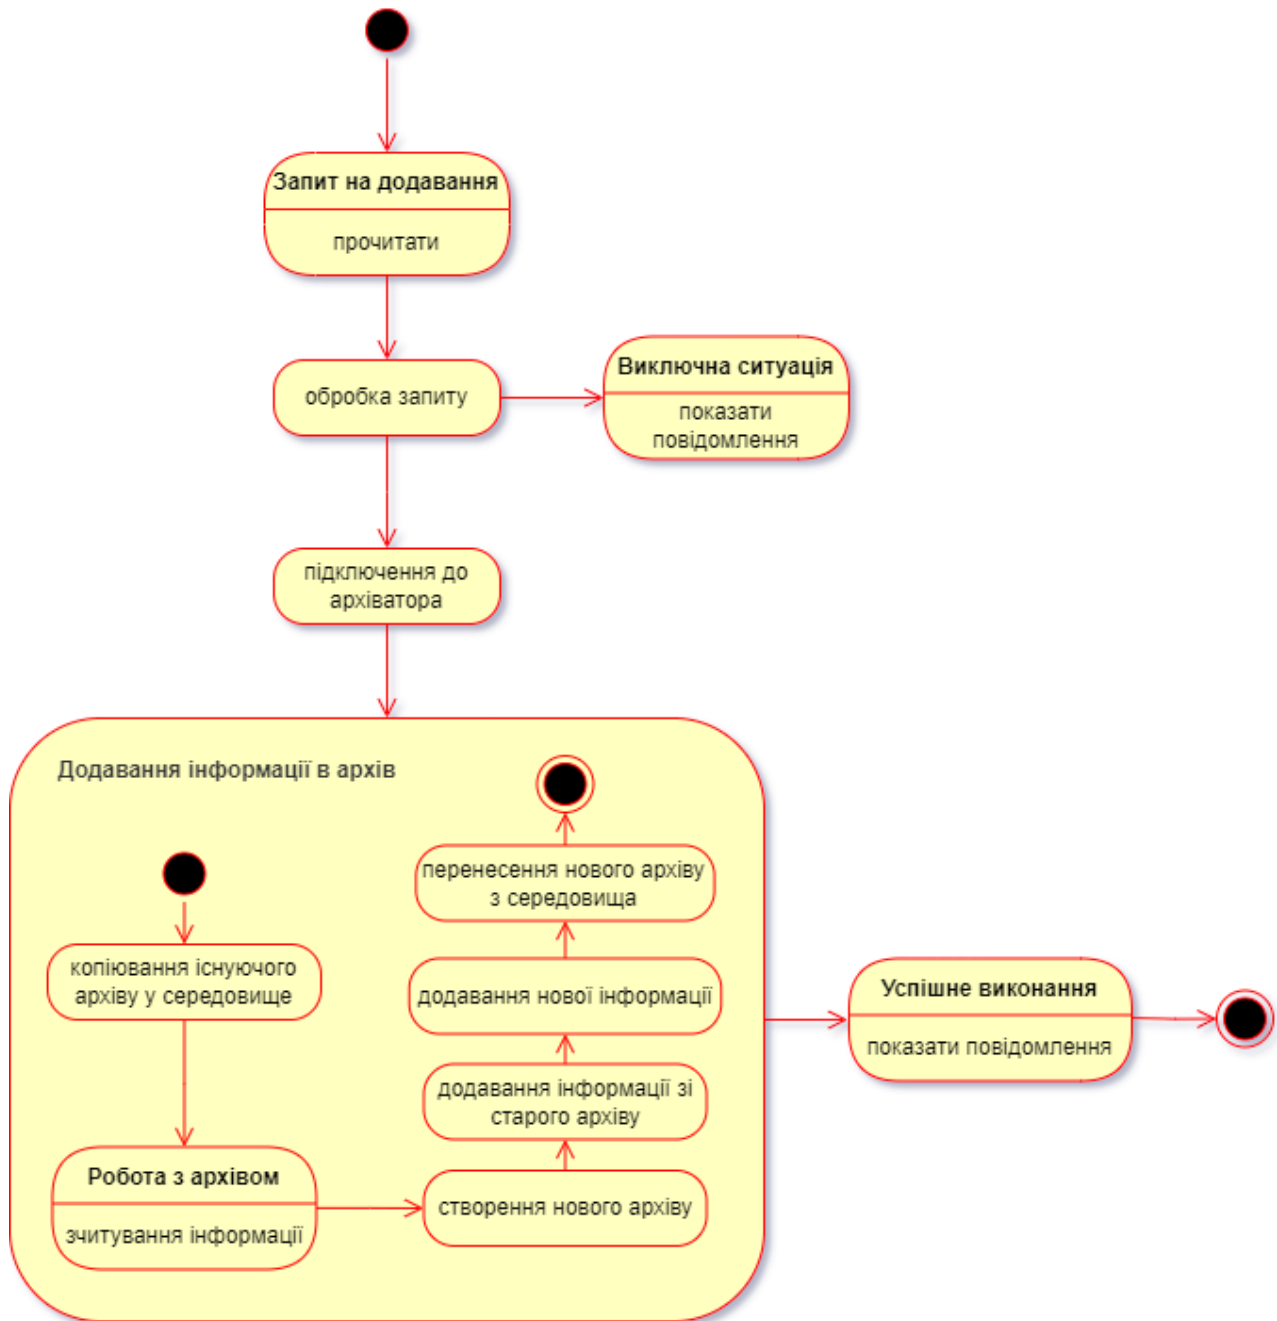 Запит на додавання
прочитати
обробка запиту
Виключна ситуація
показати
повідомлення
підключення до
архіватора
Додавання інформації в архів
копіювання існуючого
архіву у середовище
Робота з архівом
зчитування інформації
перенесення нового архіву
з середовища
додавання нової інформації
додавання інформації зі
старого архіву
створення нового архіву
Успішне виконання
показати повідомлення